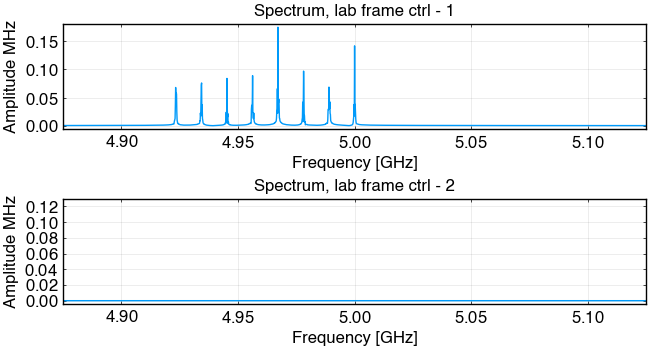 Spectrum, lab frame ctrl - 1
Amplitude MHz
0.15
0.10
0.05
0.00
4.90 4.95 5.00 5.05 5.10
Frequency [GHz]
Spectrum, lab frame ctrl - 2
Amplitude MHz
0.12
0.10
0.08
0.06
0.04
0.02
0.00
4.90 4.95 5.00 5.05 5.10
Frequency [GHz]